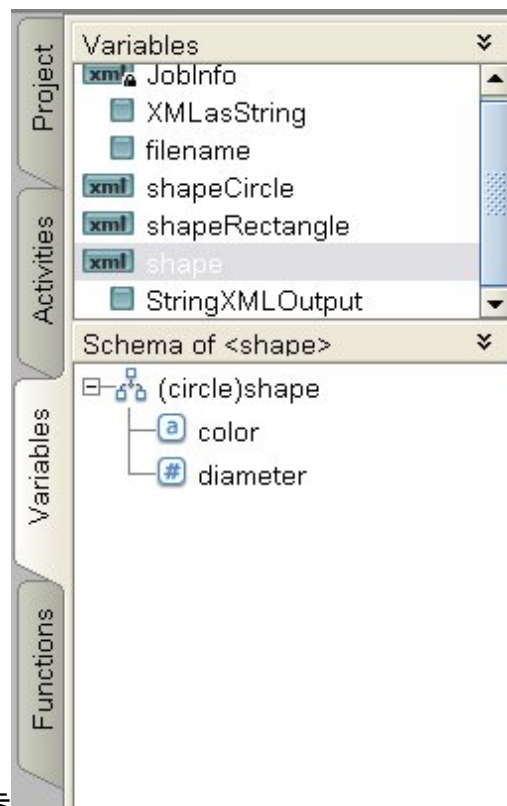 Project
Activities
Variables
Functions
Variables
xml JobInfo
XMLasString
filename
xml shapeCircle
xml shapeRectangle
xml shape
StringXMLOutput
Schema of <shape>
(circle)shape
a color
# diameter